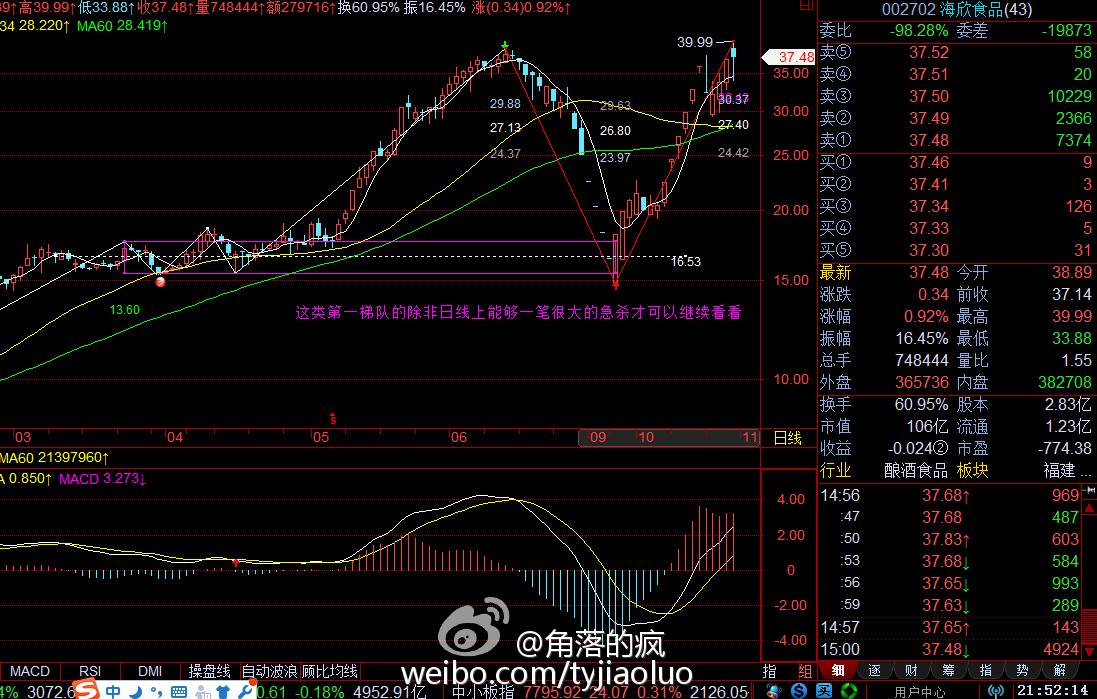 39↑高39.99↑低33.88↑收37.48↑量748444↑额279716↑换60.95% 振16.45% 涨(0.34)0.92%↑
34 28.220↑ MA60 28.419↑
39.99
37.48
35.00
30.00
25.00
20.00
15.00
10.00
29.88
27.13
24.37
29.63
26.80
23.97
30.37
27.40
24.42
16.53
13.60
这类第一梯队的除非日线上能够一笔很大的急杀才可以继续看看
03 04 05 06 09 10 11 日线
MA60 21397960↑
A 0.850↑ MACD 3.273↓
4.00
2.00
0
-2.00
-4.00
@角落的疯
weibo.com/tyjiaoluo
MACD RSI DMI 操盘线 自动波浪 顾比均线
指 组
002702 海欣食品(43)
委比 -98.28% 委差 -19873
卖⑤ 37.52 58
卖④ 37.51 20
卖③ 37.50 10229
卖② 37.49 2366
卖① 37.48 7374
买① 37.46 9
买② 37.41 3
买③ 37.34 126
买④ 37.33 5
买⑤ 37.30 31
最新 37.48 今开 38.89
涨跌 0.34 前收 37.14
涨幅 0.92% 最高 39.99
振幅 16.45% 最低 33.88
总手 748444 量比 1.55
外盘 365736 内盘 382708
换手 60.95% 股本 2.83亿
市值 106亿 流通 1.23亿
收益 -0.024② 市盈 -774.38
行业 酿酒食品 板块 福建 ...
14:56 37.68↑ 969
:47 37.68 487
:50 37.83↑ 603
:53 37.68↓ 584
:56 37.65↓ 993
:59 37.63↓ 289
14:57 37.65↑ 143
15:00 37.48↓ 4924
细 逐 财 筹 指 势 解
4% 3072.6 中 0.61 -0.18% 4952.91亿 中小板指 7795.92 24.07 0.31% 2126.05
用户中心 21:52:14